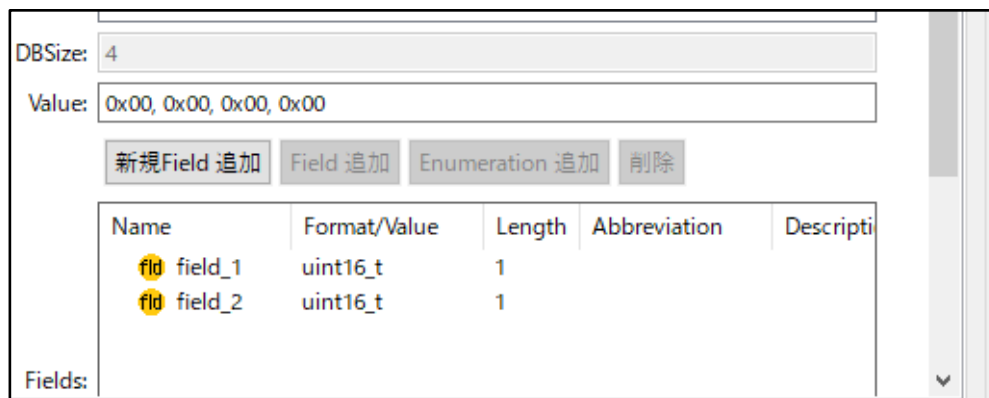 DBSize: 4
Value: 0x00, 0x00, 0x00, 0x00
新規Field 追加 Field 追加 Enumeration 追加 削除
Name Format/Value Length Abbreviation Descripti
fld field_1 uint16_t 1
fld field_2 uint16_t 1
Fields: